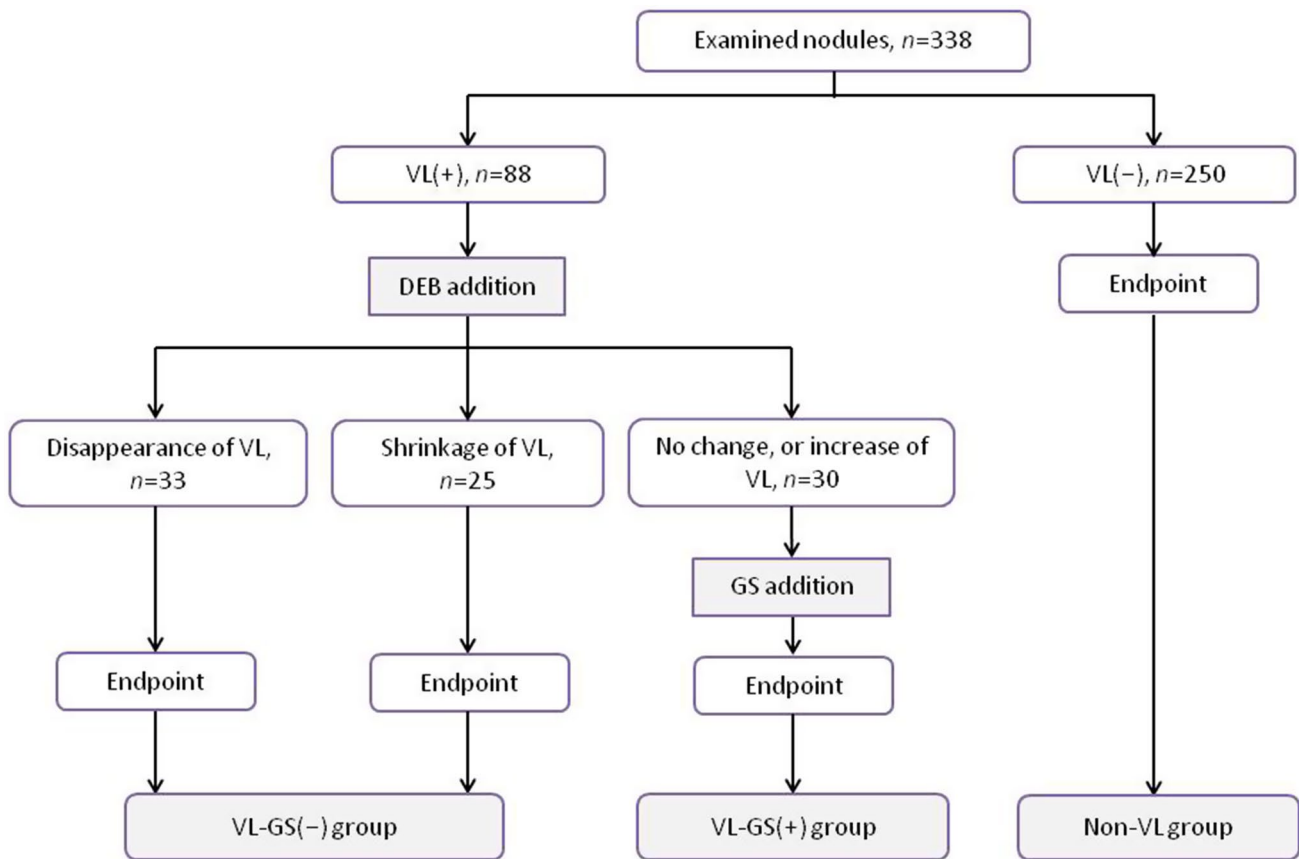 Examined nodules, n=338
VL(+), n=88
VL(−), n=250
DEB addition
Endpoint
Disappearance of VL,
n=33
Shrinkage of VL,
n=25
No change, or increase of
VL, n=30
GS addition
Endpoint
Endpoint
Endpoint
VL-GS(−) group
VL-GS(+) group
Non-VL group